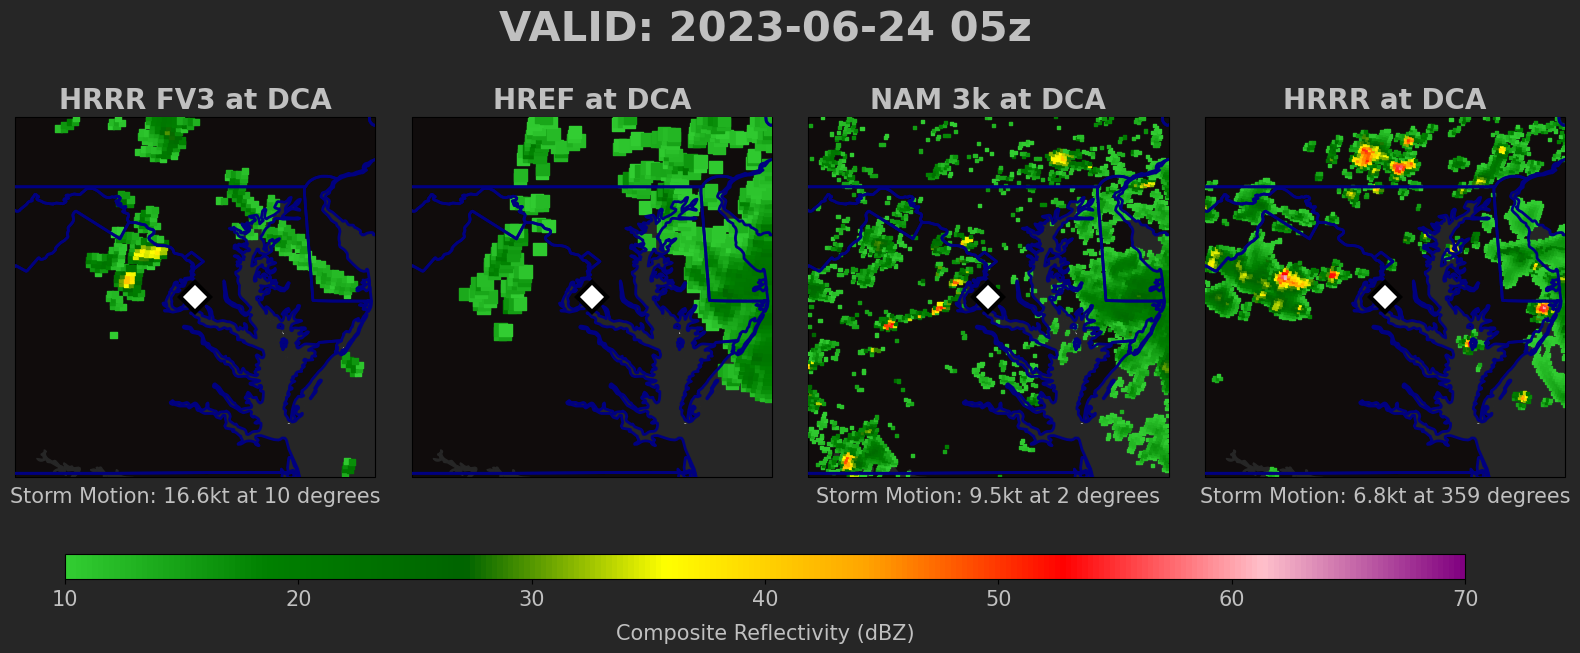 VALID: 2023-06-24 05z
HRRR FV3 at DCA
HREF at DCA
NAM 3k at DCA
HRRR at DCA
Storm Motion: 16.6kt at 10 degrees
Storm Motion: 9.5kt at 2 degrees
Storm Motion: 6.8kt at 359 degrees
10 20 30 40 50 60 70
Composite Reflectivity (dBZ)